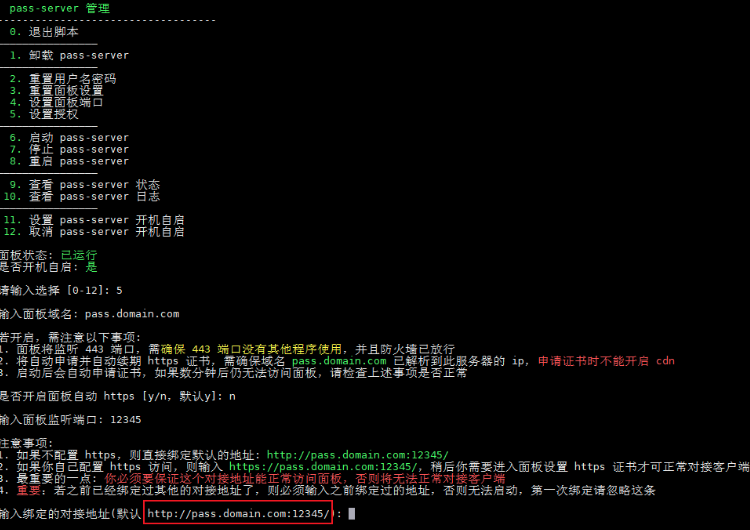 pass-server 管理
--------------------------------
0. 退出脚本
————————————————
1. 卸载 pass-server
————————————————
2. 重置用户名密码
3. 重置面板设置
4. 设置面板端口
5. 设置授权
————————————————
6. 启动 pass-server
7. 停止 pass-server
8. 重启 pass-server
————————————————
9. 查看 pass-server 状态
10. 查看 pass-server 日志
————————————————
11. 设置 pass-server 开机自启
12. 取消 pass-server 开机自启
面板状态: 已运行
是否开机自启: 是
请输入选择 [0-12]: 5
输入面板域名: pass.domain.com
若开启，需注意以下事项:
1. 面板将监听 443 端口，需确保 443 端口没有其他程序使用，并且防火墙已放行
2. 将自动申请并自动续期 https 证书，需确保域名 pass.domain.com 已解析到此服务器的 ip, 申请证书时不能开启 cdn
3. 启动后会自动申请证书，如果数分钟后仍无法访问面板，请检查上述事项是否正常
是否开启面板自动 https [y/n，默认y]: n
输入面板监听端口: 12345
注意事项:
1. 如果不配置 https，则直接绑定默认的地址: http://pass.domain.com:12345/
2. 如果你自己配置 https 访问，则输入 https://pass.domain.com:12345/, 稍后你需要进入面板设置 https 证书才可正常对接客户端
3. 最重要的一点: 你必须要保证这个对接地址能正常访问面板，否则将无法正常对接客户端
4. 重要: 若之前已经绑定过其他的对接地址了，则必须输入之前绑定过的地址，否则无法启动，第一次绑定请忽略这条
输入绑定的对接地址(默认 http://pass.domain.com:12345/):